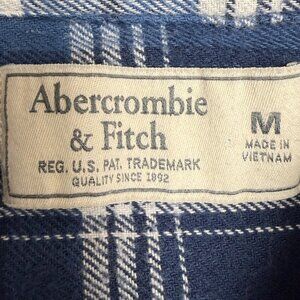 Abercrombie
& Fitch
REG. U.S. PAT. TRADEMARK
QUALITY SINCE 1892
M
MADE IN
VIETNAM